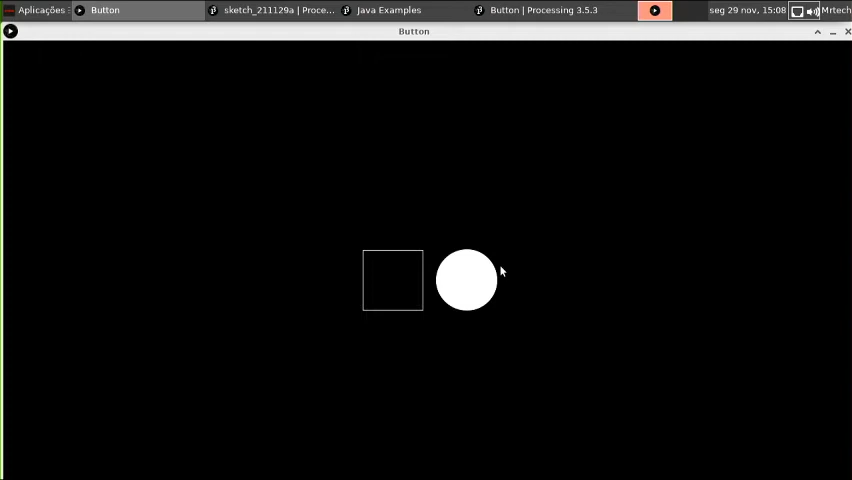 Aplicações Button sketch_211129a | Proce... Java Examples Button | Processing 3.5.3 seg 29 nov, 15:08 Mrtech
Button